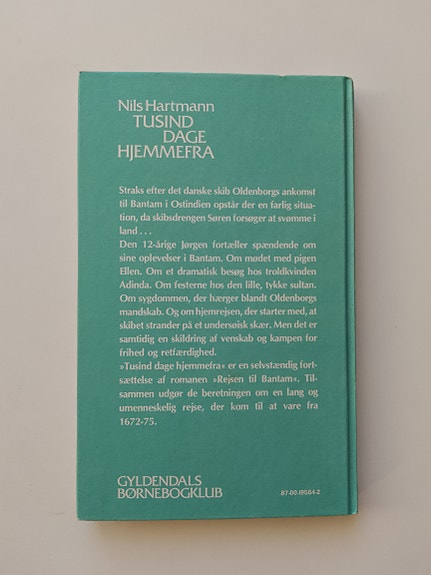 Nils Hartmann
TUSIND
DAGE
HJEMMEFRA
Straks efter det danske skib Oldenborgs ankomst
til Bantam i Ostindien opstår der en farlig situa-
tion, da skibsdrengen Søren forsøger at svømme i
land . . .
Den 12-årige Jørgen fortæller spændende om
sine oplevelser i Bantam. Om mødet med pigen
Ellen. Om et dramatisk besøg hos troldkvinden
Adinda. Om festerne hos den lille, tykke sultan.
Om sygdommen, der hærger blandt Oldenborgs
mandskab. Og om hjemrejsen, der starter med, at
skibet strander på et undersøisk skær. Men det er
samtidig en skildring af venskab og kampen for
frihed og retfærdighed.
»Tusind dage hjemmefra« er en selvstændig fort-
sættelse af romanen »Rejsen til Bantam«. Til-
sammen udgør de beretningen om en lang og
umenneskelig rejse, der kom til at vare fra
1672-75.
GYLDENDALS
BØRNEBOGKLUB
87-00-19584-2